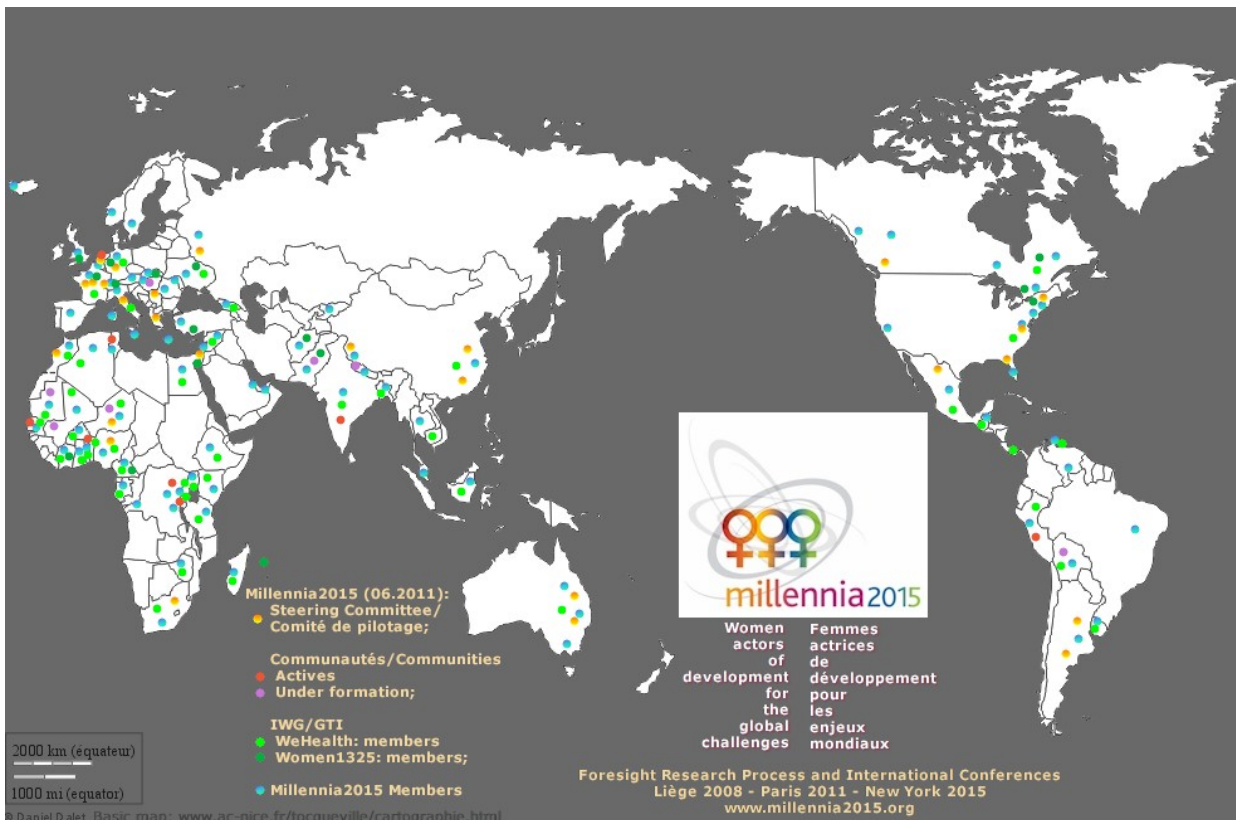 millennia2015
Women Femmes
actors actrices
of de
development développement
for pour
the les
global enjeux
challenges mondiaux
Millennia2015 (06.2011):
Steering Committee/
Comité de pilotage;
Communautés/Communities
Actives
Under formation;
IWG/GTI
WeHealth: members
Women1325: members;
Millennia2015 Members
2000 km (équateur)
1000 mi (equator)
Foresight Research Process and International Conferences
Liège 2008 - Paris 2011 - New York 2015
www.millennia2015.org
© Daniel Dalet Basic map: www.ac-nice.fr/tocqueville/cartographie.html